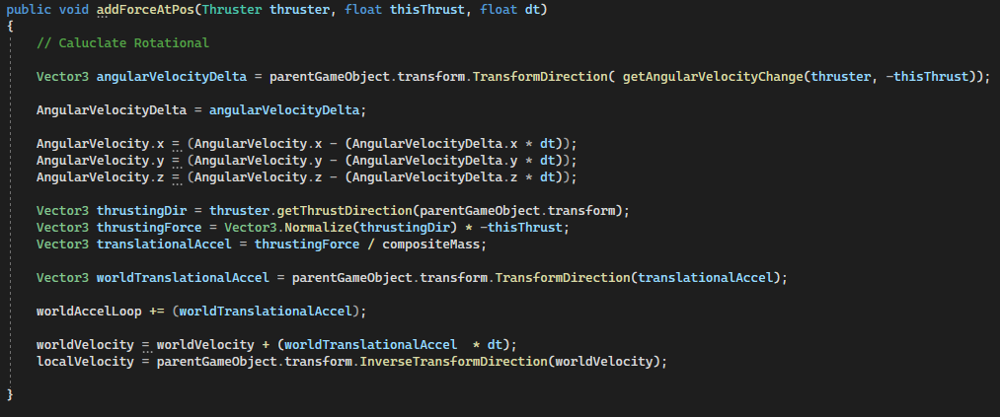 public void addForceAtPos(Thruster thruster, float thisThrust, float dt)
{
// Caluclate Rotational
Vector3 angularVelocityDelta = parentGameObject.transform.TransformDirection( getAngularVelocityChange(thruster, -thisThrust));
AngularVelocityDelta = angularVelocityDelta;
AngularVelocity.x = (AngularVelocity.x - (AngularVelocityDelta.x * dt));
AngularVelocity.y = (AngularVelocity.y - (AngularVelocityDelta.y * dt));
AngularVelocity.z = (AngularVelocity.z - (AngularVelocityDelta.z * dt));
Vector3 thrustingDir = thruster.getThrustDirection(parentGameObject.transform);
Vector3 thrustingForce = Vector3.Normalize(thrustingDir) * -thisThrust;
Vector3 translationalAccel = thrustingForce / compositeMass;
Vector3 worldTranslationalAccel = parentGameObject.transform.TransformDirection(translationalAccel);
worldAccelLoop += (worldTranslationalAccel);
worldVelocity = worldVelocity + (worldTranslationalAccel  * dt);
localVelocity = parentGameObject.transform.InverseTransformDirection(worldVelocity);
}